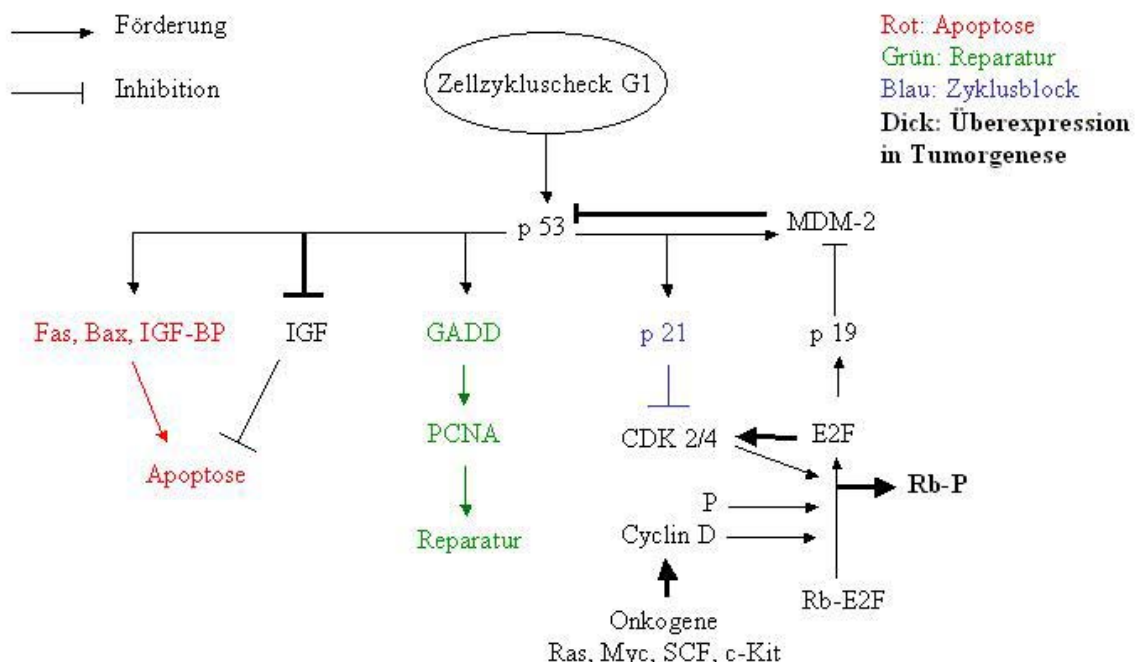 Förderung
Inhibition
Zellzykluscheck G1
Rot: Apoptose
Grün: Reparatur
Blau: Zyklusblock
Dick: Überexpression
in Tumorgenese
p 53
MDM-2
Fas, Bax, IGF-BP
IGF
GADD
p 21
p 19
PCNA
CDK 2/4
E2F
Apoptose
Rb-P
P
Reparatur
Cyclin D
Rb-E2F
Onkogene
Ras, Myc, SCF, c-Kit